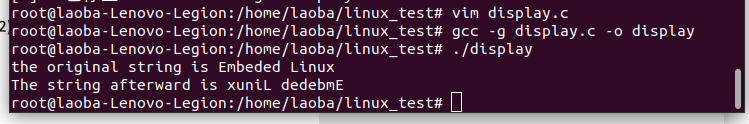 root@laoba-Lenovo-Legion:/home/laoba/linux_test# vim display.c
root@laoba-Lenovo-Legion:/home/laoba/linux_test# gcc -g display.c -o display
root@laoba-Lenovo-Legion:/home/laoba/linux_test# ./display
the original string is Embeded Linux
The string afterward is xuniL dedebmE
root@laoba-Lenovo-Legion:/home/laoba/linux_test#